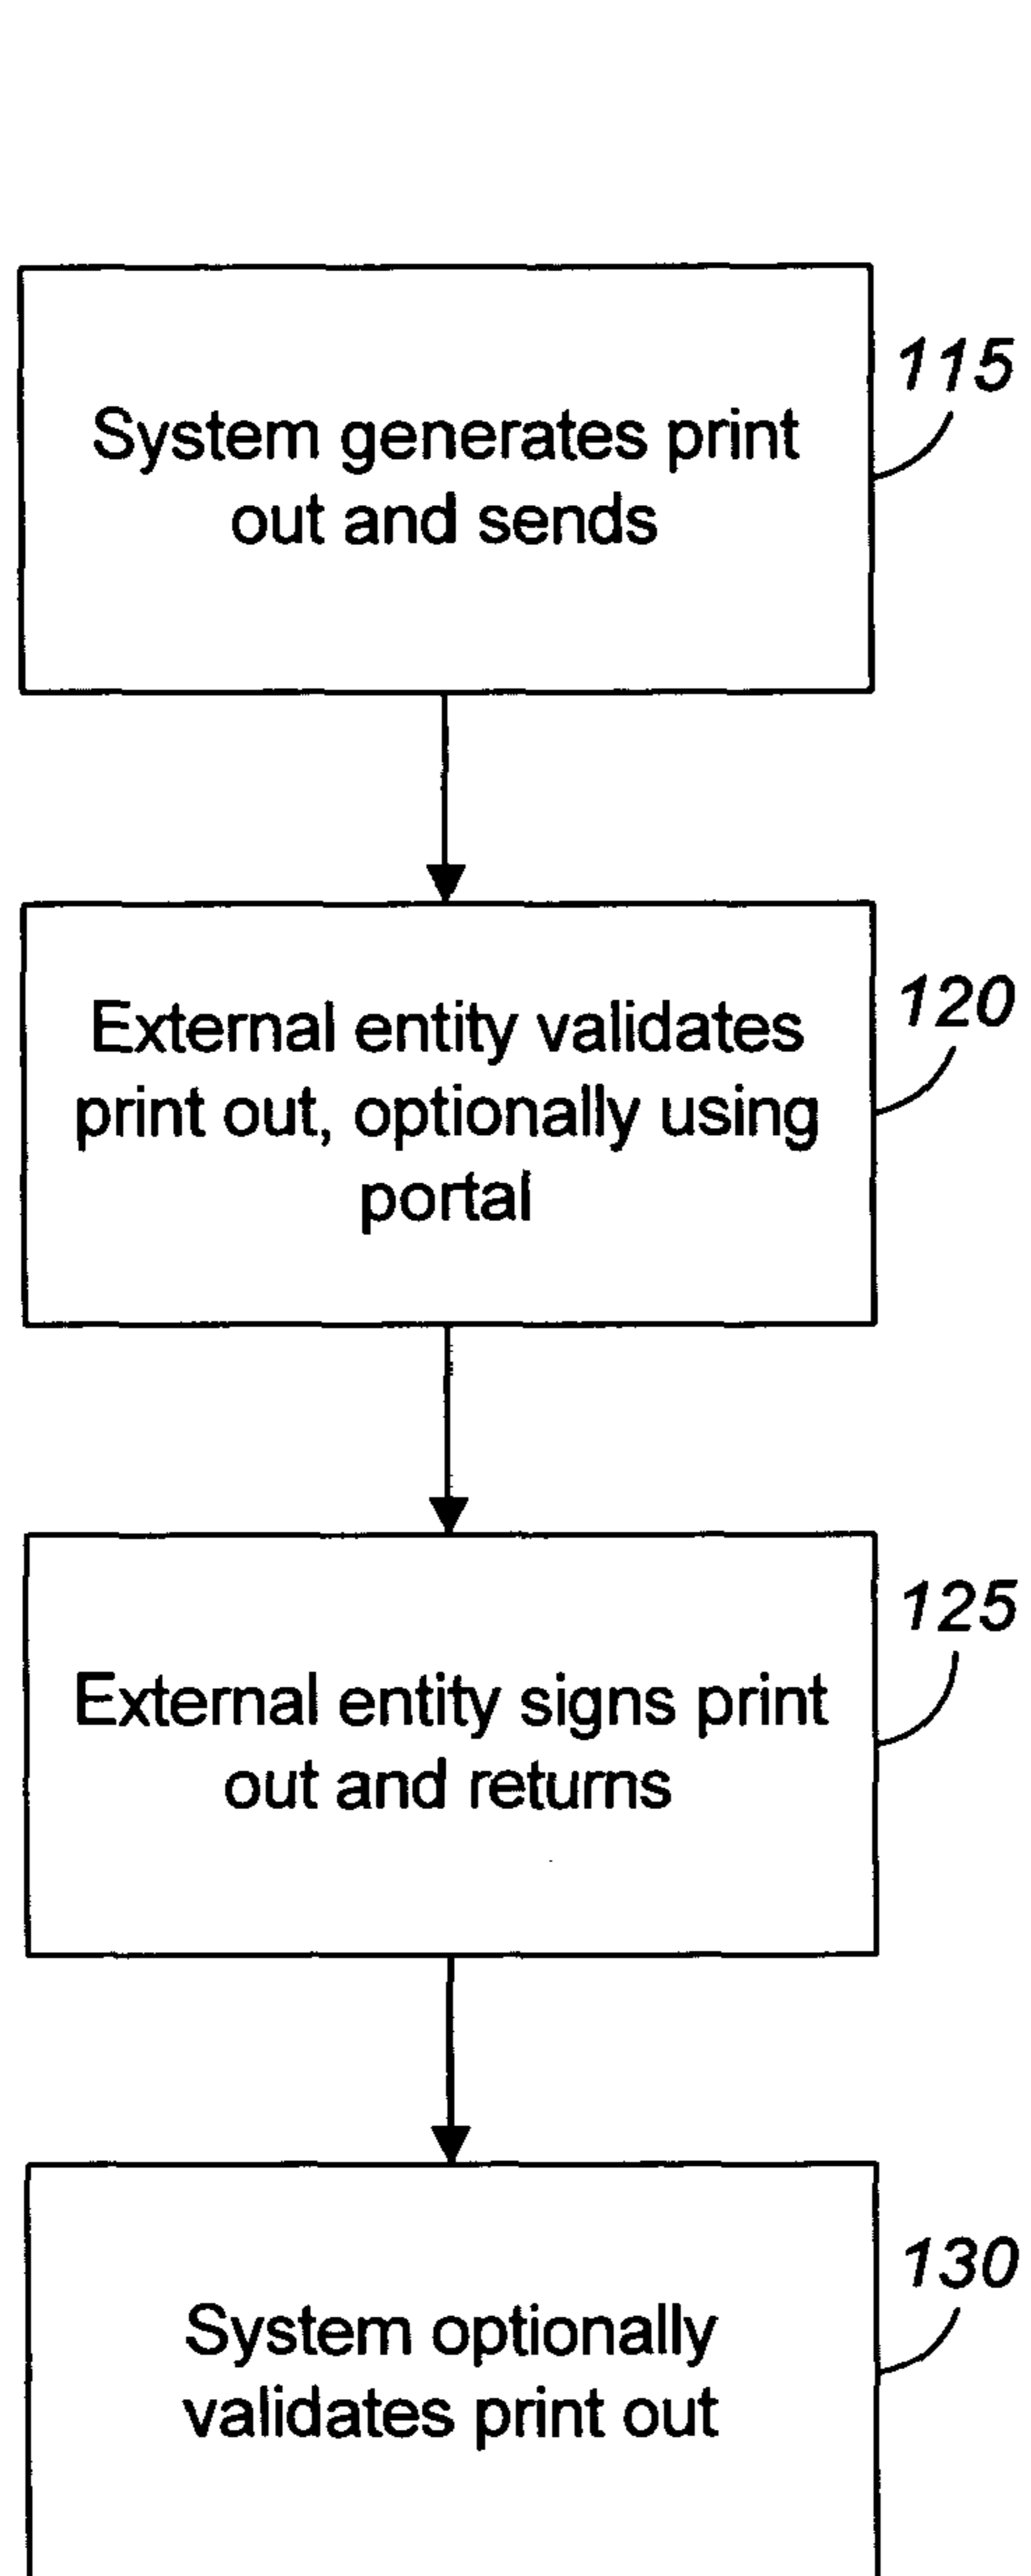 115
System generates print
out and sends
120
External entity validates
print out, optionally using
portal
125
External entity signs print
out and returns
130
System optionally
validates print out